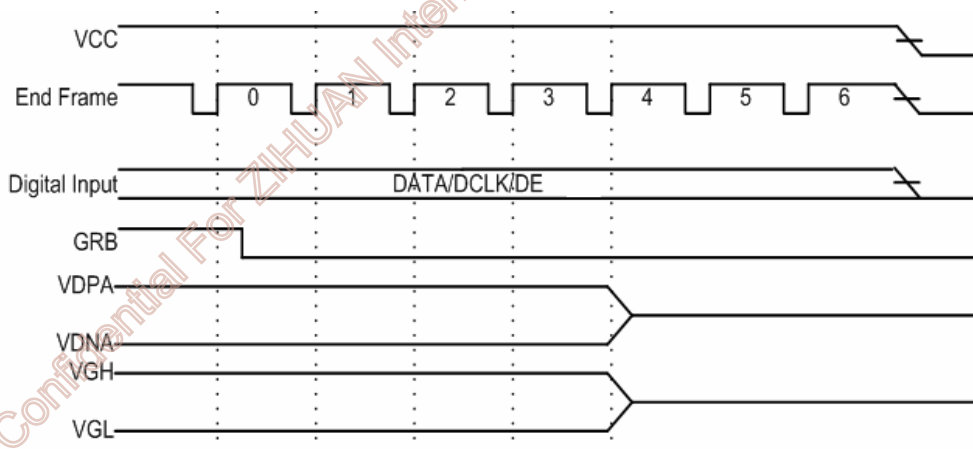 VCC
End Frame
0 1 2 3 4 5 6
Digital Input
DATA/DCLK/DE
GRB
VDPA
VDNA
VGH
VGL
Confidential For ZIHUAN Inter